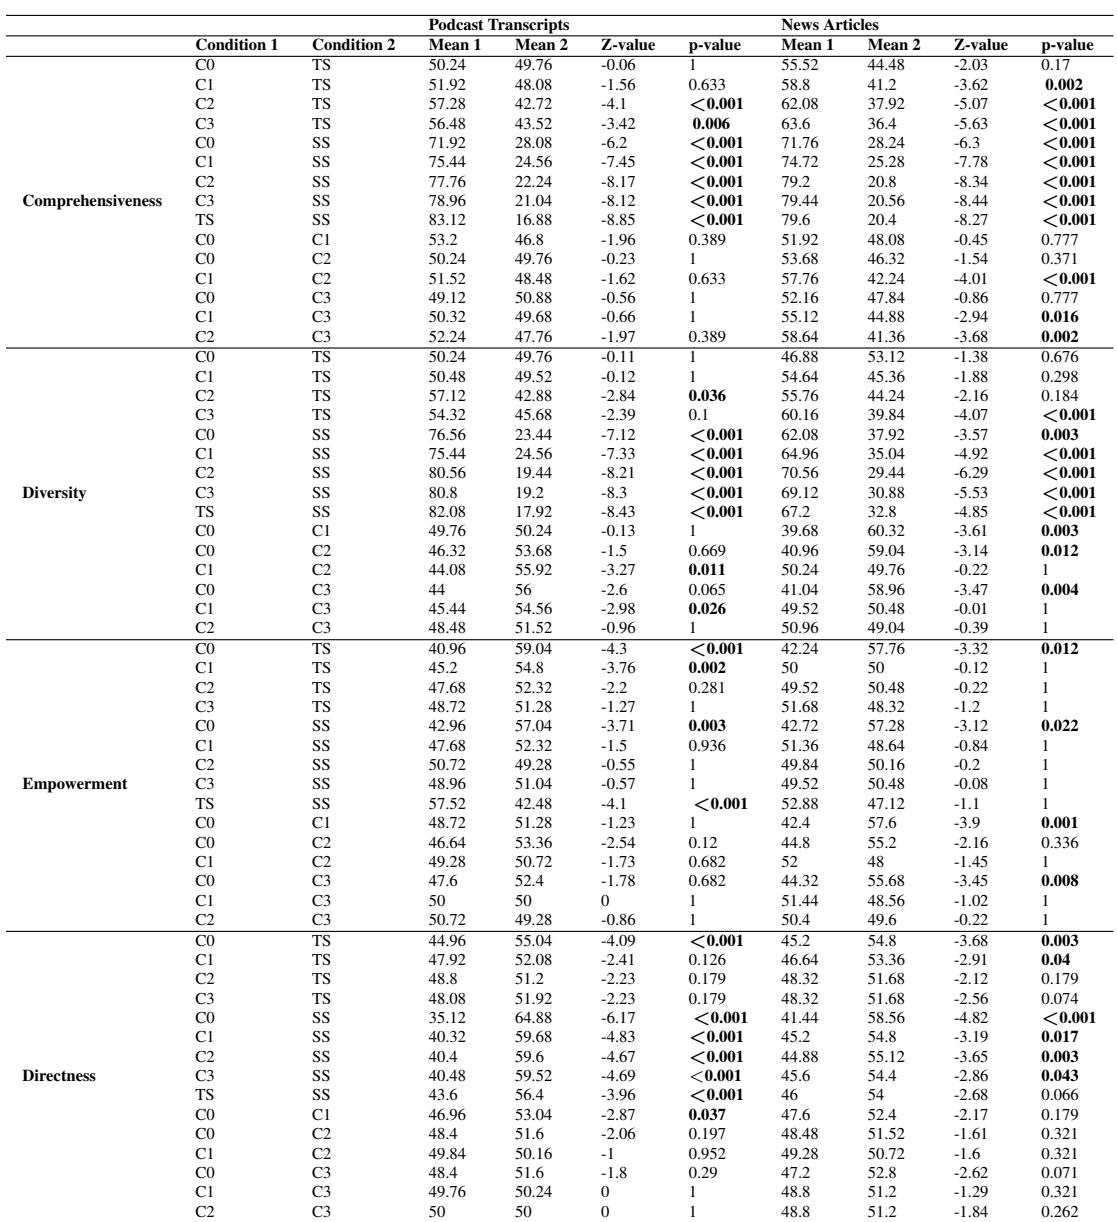 Podcast Transcripts News Articles
Condition 1 Condition 2 Mean 1 Mean 2 Z-value p-value Mean 1 Mean 2 Z-value p-value
C0 TS 50.24 49.76 -0.06 1 55.52 44.48 -2.03 0.17
C1 TS 51.92 48.08 -1.56 0.633 58.8 41.2 -3.62 0.002
C2 TS 57.28 42.72 -4.1 <0.001 62.08 37.92 -5.07 <0.001
C3 TS 56.48 43.52 -3.42 0.006 63.6 36.4 -5.63 <0.001
C0 SS 71.92 28.08 -6.2 <0.001 71.76 28.24 -6.3 <0.001
C1 SS 75.44 24.56 -7.45 <0.001 74.72 25.28 -7.78 <0.001
C2 SS 77.76 22.24 -8.17 <0.001 79.2 20.8 -8.34 <0.001
Comprehensiveness C3 SS 78.96 21.04 -8.12 <0.001 79.44 20.56 -8.44 <0.001
TS SS 83.12 16.88 -8.85 <0.001 79.6 20.4 -8.27 <0.001
C0 C1 53.2 46.8 -1.96 0.389 51.92 48.08 -0.45 0.777
C0 C2 50.24 49.76 -0.23 1 53.68 46.32 -1.54 0.371
C1 C2 51.52 48.48 -1.62 0.633 57.76 42.24 -4.01 <0.001
C0 C3 49.12 50.88 -0.56 1 52.16 47.84 -0.86 0.777
C1 C3 50.32 49.68 -0.66 1 55.12 44.88 -2.94 0.016
C2 C3 52.24 47.76 -1.97 0.389 58.64 41.36 -3.68 0.002
C0 TS 50.24 49.76 -0.11 1 46.88 53.12 -1.38 0.676
C1 TS 50.48 49.52 -0.12 1 54.64 45.36 -1.88 0.298
C2 TS 57.12 42.88 -2.84 0.036 55.76 44.24 -2.16 0.184
C3 TS 54.32 45.68 -2.39 0.1 60.16 39.84 -4.07 <0.001
C0 SS 76.56 23.44 -7.12 <0.001 62.08 37.92 -3.57 0.003
C1 SS 75.44 24.56 -7.33 <0.001 64.96 35.04 -4.92 <0.001
C2 SS 80.56 19.44 -8.21 <0.001 70.56 29.44 -6.29 <0.001
Diversity C3 SS 80.8 19.2 -8.3 <0.001 69.12 30.88 -5.53 <0.001
TS SS 82.08 17.92 -8.43 <0.001 67.2 32.8 -4.85 <0.001
C0 C1 49.76 50.24 -0.13 1 39.68 60.32 -3.61 0.003
C0 C2 46.32 53.68 -1.5 0.669 40.96 59.04 -3.14 0.012
C1 C2 44.08 55.92 -3.27 0.011 50.24 49.76 -0.22 1
C0 C3 44 56 -2.6 0.065 41.04 58.96 -3.47 0.004
C1 C3 45.44 54.56 -2.98 0.026 49.52 50.48 -0.01 1
C2 C3 48.48 51.52 -0.96 1 50.96 49.04 -0.39 1
C0 TS 40.96 59.04 -4.3 <0.001 42.24 57.76 -3.32 0.012
C1 TS 45.2 54.8 -3.76 0.002 50 50 -0.12 1
C2 TS 47.68 52.32 -2.2 0.281 49.52 50.48 -0.22 1
C3 TS 48.72 51.28 -1.27 1 51.68 48.32 -1.2 1
C0 SS 42.96 57.04 -3.71 0.003 42.72 57.28 -3.12 0.022
C1 SS 47.68 52.32 -1.5 0.936 51.36 48.64 -0.84 1
C2 SS 50.72 49.28 -0.55 1 49.84 50.16 -0.2 1
Empowerment C3 SS 48.96 51.04 -0.57 1 49.52 50.48 -0.08 1
TS SS 57.52 42.48 -4.1 <0.001 52.88 47.12 -1.1 1
C0 C1 48.72 51.28 -1.23 1 42.4 57.6 -3.9 0.001
C0 C2 46.64 53.36 -2.54 0.12 44.8 55.2 -2.16 0.336
C1 C2 49.28 50.72 -1.73 0.682 52 48 -1.45 1
C0 C3 47.6 52.4 -1.78 0.682 44.32 55.68 -3.45 0.008
C1 C3 50 50 0 1 51.44 48.56 -1.02 1
C2 C3 50.72 49.28 -0.86 1 50.4 49.6 -0.22 1
C0 TS 44.96 55.04 -4.09 <0.001 45.2 54.8 -3.68 0.003
C1 TS 47.92 52.08 -2.41 0.126 46.64 53.36 -2.91 0.04
C2 TS 48.8 51.2 -2.23 0.179 48.32 51.68 -2.12 0.179
C3 TS 48.08 51.92 -2.23 0.179 48.32 51.68 -2.56 0.074
C0 SS 35.12 64.88 -6.17 <0.001 41.44 58.56 -4.82 <0.001
C1 SS 40.32 59.68 -4.83 <0.001 45.2 54.8 -3.19 0.017
C2 SS 40.4 59.6 -4.67 <0.001 44.88 55.12 -3.65 0.003
Directness C3 SS 40.48 59.52 -4.69 <0.001 45.6 54.4 -2.86 0.043
TS SS 43.6 56.4 -3.96 <0.001 46 54 -2.68 0.066
C0 C1 46.96 53.04 -2.87 0.037 47.6 52.4 -2.17 0.179
C0 C2 48.4 51.6 -2.06 0.197 48.48 51.52 -1.61 0.321
C1 C2 49.84 50.16 -1 0.952 49.28 50.72 -1.6 0.321
C0 C3 48.4 51.6 -1.8 0.29 47.2 52.8 -2.62 0.071
C1 C3 49.76 50.24 0 1 48.8 51.2 -1.29 0.321
C2 C3 50 50 0 1 48.8 51.2 -1.84 0.262